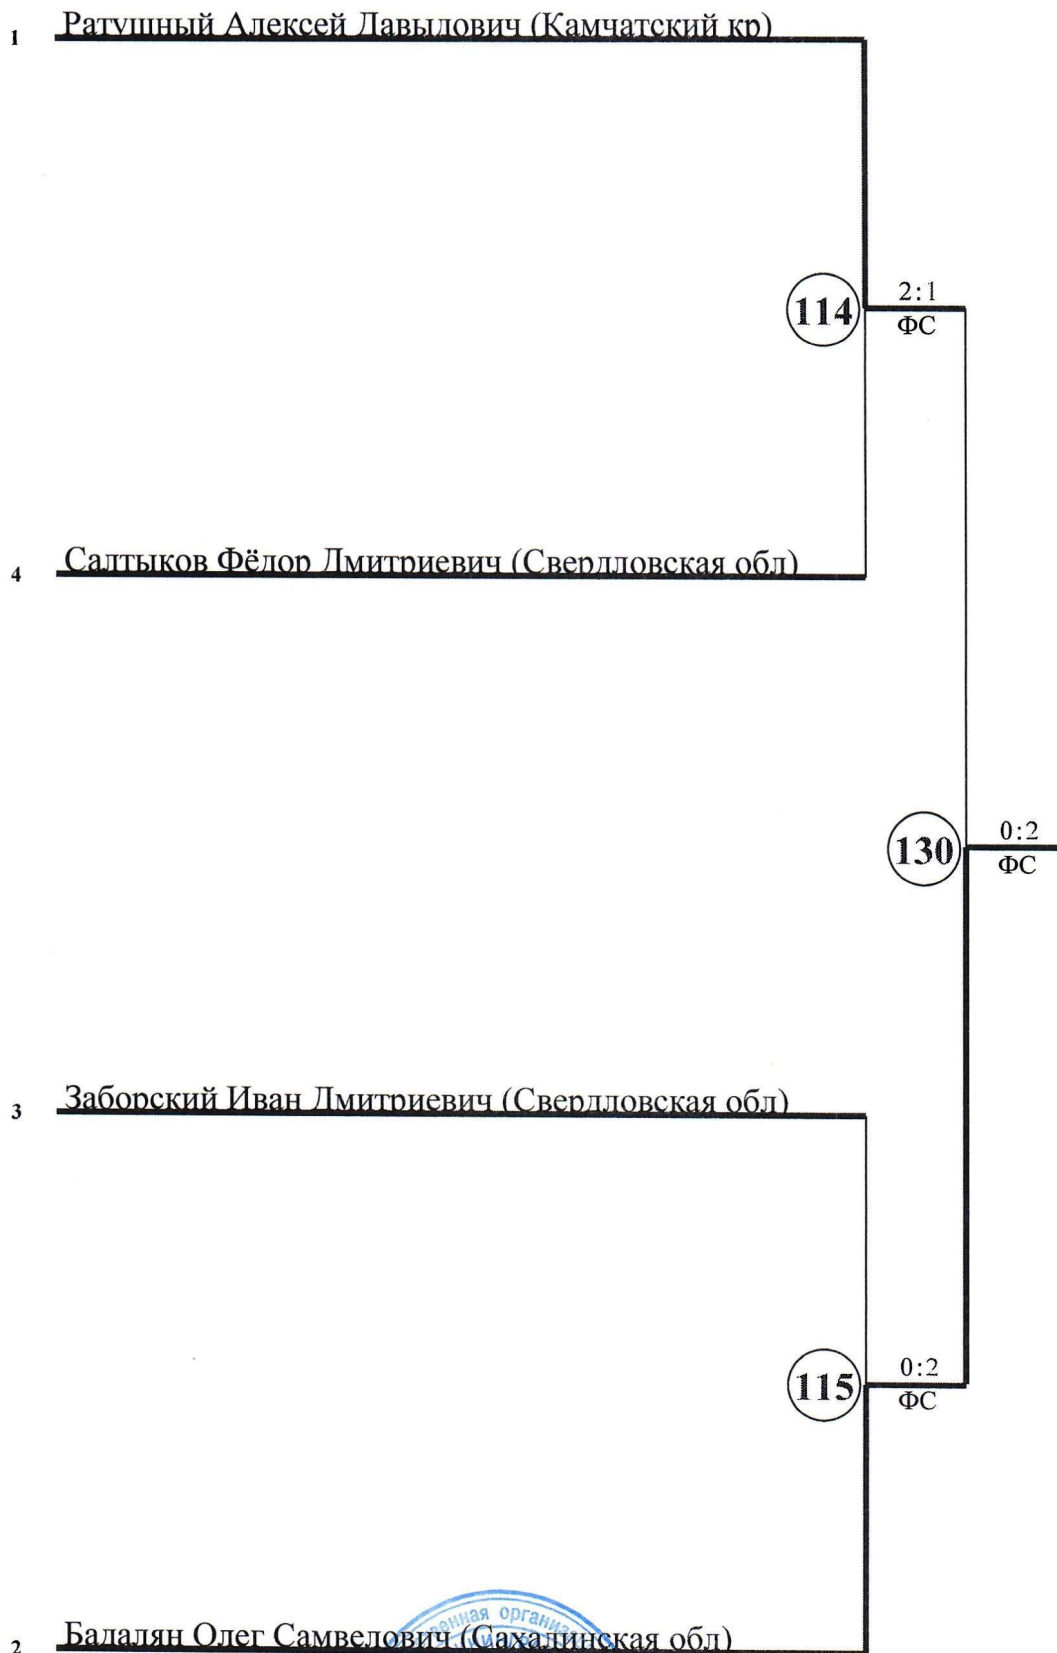 1 Ратушный Алексей Давыдович (Камчатский кр)
114 2:1
ФС
4 Салтыков Фёдор Дмитриевич (Свердловская обл)
130 0:2
ФС
3 Заборский Иван Дмитриевич (Свердловская обл)
115 0:2
ФС
2 Бадалян Олег Самвелович (Сахалинская обл)